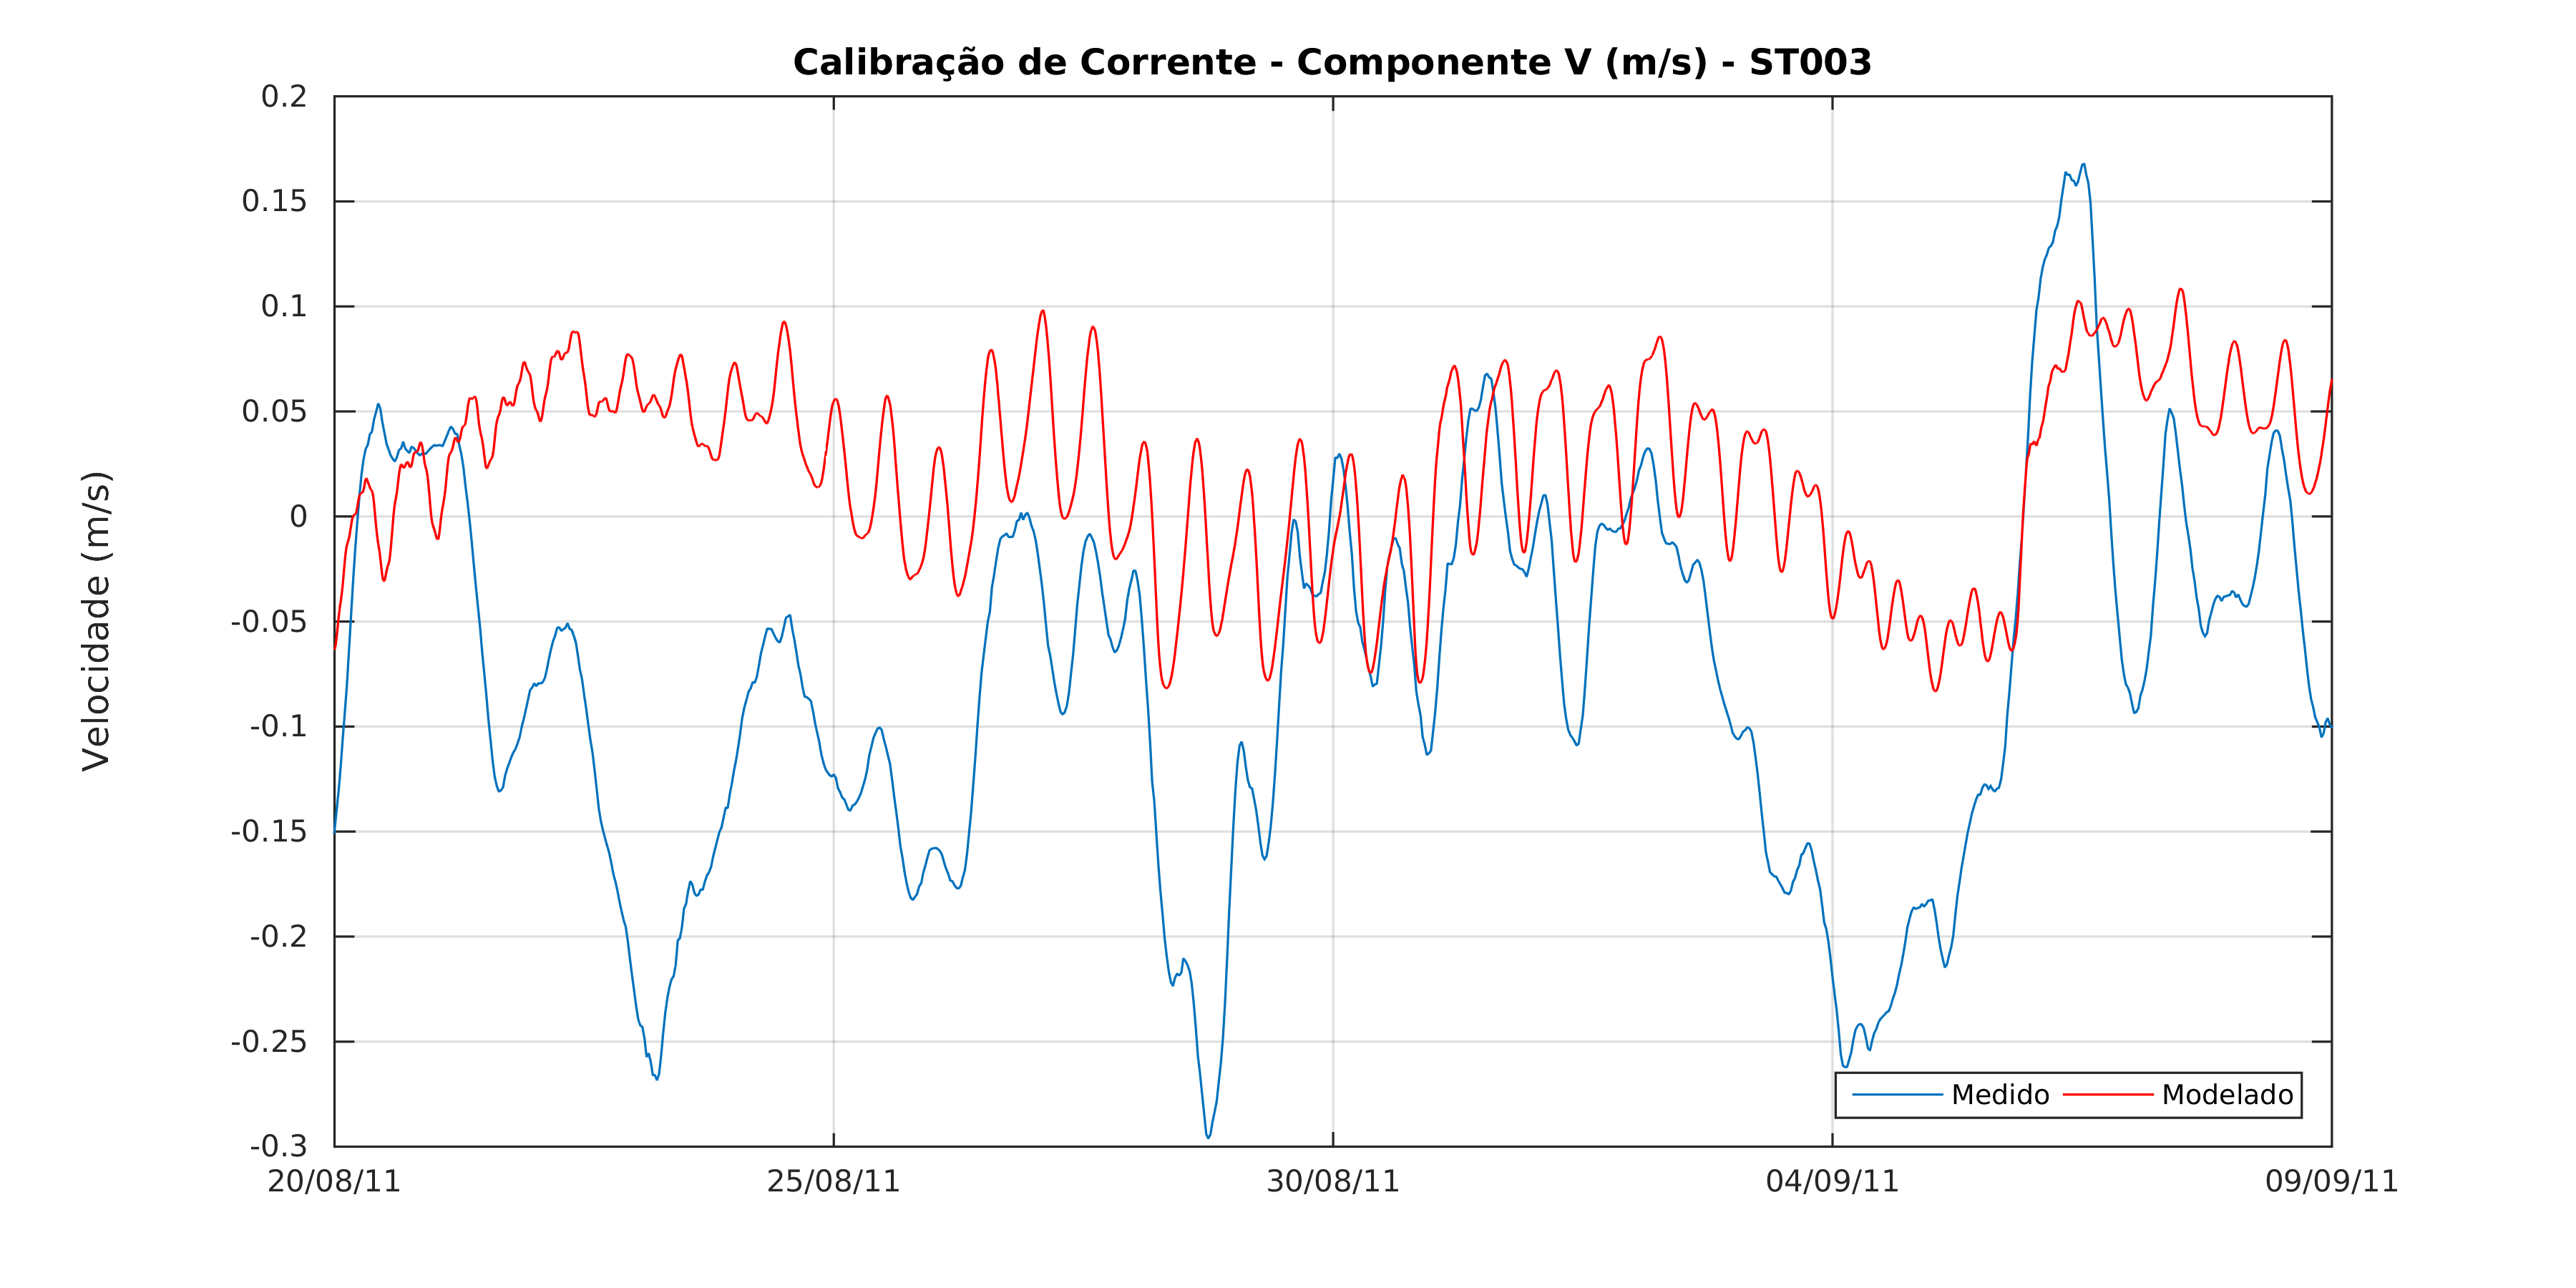 Calibração de Corrente - Componente V (m/s) - ST003
0.2
0.15
0.1
0.05
0
-0.05
-0.1
-0.15
-0.2
-0.25
-0.3
Velocidade (m/s)
20/08/11 25/08/11 30/08/11 04/09/11 09/09/11
Medido Modelado